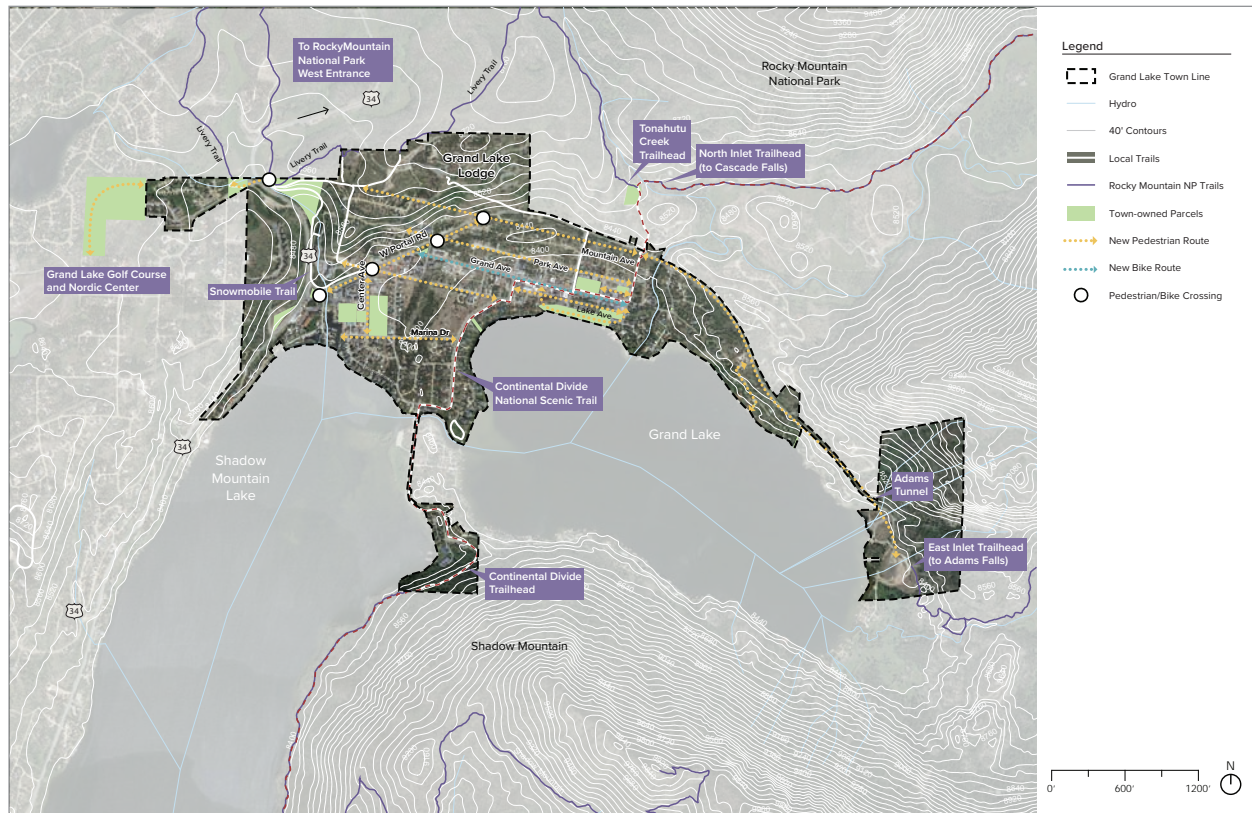 To RockyMountain
National Park
West Entrance
34
Livery Trail
Livery Trail
Livery Trail
Rocky Mountain
National Park
Tonahutu
Creek
Trailhead
North Inlet Trailhead
(to Cascade Falls)
Grand Lake
Lodge
W Portal Rd
34
Mountain Ave
Park Ave
Grand Ave
Center Ave
Lake Ave
Marina Dr
Grand Lake Golf Course
and Nordic Center
Snowmobile Trail
Continental Divide
National Scenic Trail
Grand Lake
34
Shadow
Mountain
Lake
Adams
Tunnel
East Inlet Trailhead
(to Adams Falls)
Continental Divide
Trailhead
34
Shadow Mountain
8440
8400
Legend
Grand Lake Town Line
Hydro
40' Contours
Local Trails
Rocky Mountain NP Trails
Town-owned Parcels
New Pedestrian Route
New Bike Route
Pedestrian/Bike Crossing
N
0'
600'
1200'